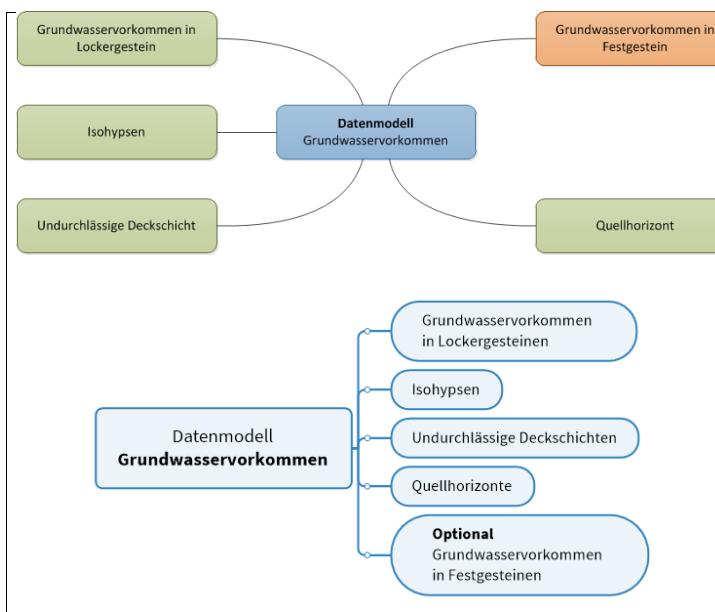 Grundwasservorkommen in
Lockergestein
Grundwasservorkommen in
Festgestein
Isohypsen
Datenmodell
Grundwasservorkommen
Undurchlässige Deckschicht
Quellhorizont
Grundwasservorkommen
in Lockergesteinen
Isohypsen
Undurchlässige Deckschichten
Datenmodell
Grundwasservorkommen
Quellhorizonte
Optional
Grundwasservorkommen
in Festgesteinen